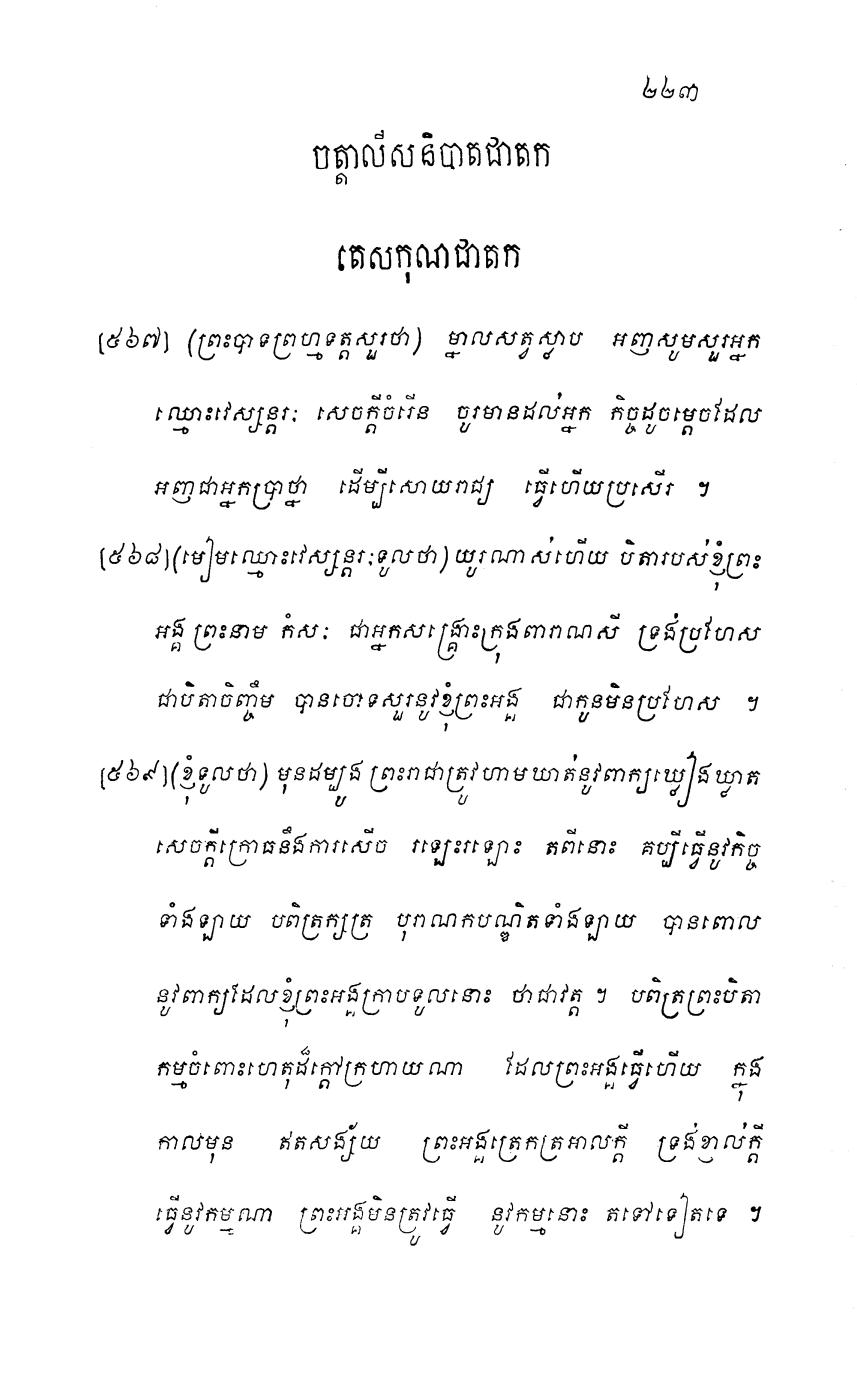 ២២៣
ចត្តាលីសនិបាតជាតក
តេសកុណជាតក
[៥៦៧] (ព្រះបាទព្រហ្មទត្តសួរថា) ម្នាលសត្វស្លាប អញសូមសួរអ្នក
ឈ្មោះវេស្សន្តរៈ សេចក្តីចំរើន ចូរមានដល់អ្នក កិច្ចដូចម្តេចដែល
អញជាអ្នកប្រាថ្នា ដើម្បីសោយរាជ្យ ធ្វើហើយប្រសើរ ។
[៥៦៨] (មៀមឈ្មោះវេស្សន្តរៈទូលថា) យូរណាស់ហើយ បិតារបស់ខ្ញុំព្រះ
អង្គ ព្រះនាម កំសៈ ជាអ្នកសង្គ្រោះក្រុងពារាណសី ទ្រង់ប្រហែស
ជាបិតាចិញ្ចឹម បានចោទសួរនូវខ្ញុំព្រះអង្គ ជាកូនមិនប្រហែស ។
[៥៦៩] (ខ្ញុំទូលថា) មុនដម្បូង ព្រះរាជាត្រូវហាមឃាត់នូវពាក្យឃ្លៀងឃ្លាត
សេចក្តីក្រោធនឹងការសើច រឡេះរឡោះ តពីនោះ គប្បីធ្វើនូវកិច្ច
ទាំងឡាយ បពិត្រក្សត្រ បុរាណកបណ្ឌិតទាំងឡាយ បានពោល
នូវពាក្យដែលខ្ញុំព្រះអង្គក្រាបទូលនោះ ថាជាវត្ត ។ បពិត្រព្រះបិតា
កម្មចំពោះហេតុដ៏ក្តៅក្រហាយណា ដែលព្រះអង្គធ្វើហើយ ក្នុង
កាលមុន ឥតសង្ស័យ ព្រះអង្គត្រេកត្រអាលក្តី ទ្រង់ខ្ញាល់ក្តី
ធ្វើនូវកម្មណា ព្រះអង្គមិនត្រូវធ្វើ នូវកម្មនោះ តទៅទៀតទេ ។